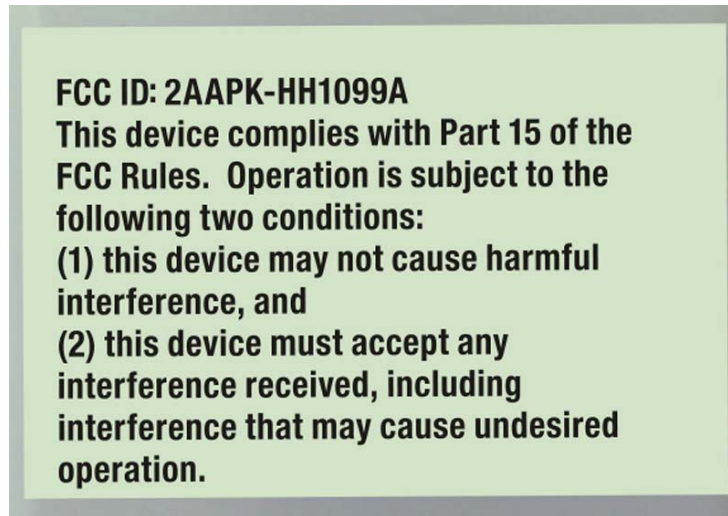 FCC ID: 2AAPK-HH1099A
This device complies with Part 15 of the
FCC Rules.  Operation is subject to the
following two conditions:
(1) this device may not cause harmful
interference, and
(2) this device must accept any
interference received, including
interference that may cause undesired
operation.